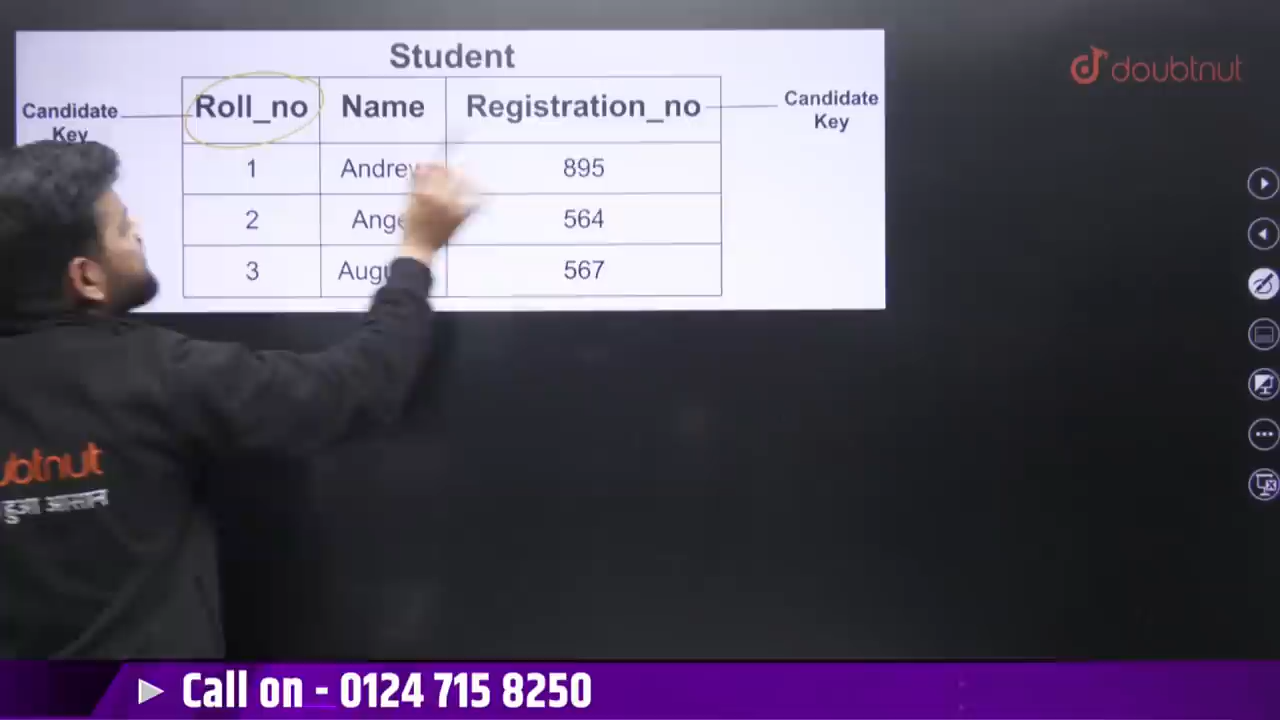 Student
Candidate
Key
Roll_no
Name
Registration_no
Candidate
Key
1
895
2
564
3
567
doubtnut
हुआ आसान
Call on - 0124 715 8250